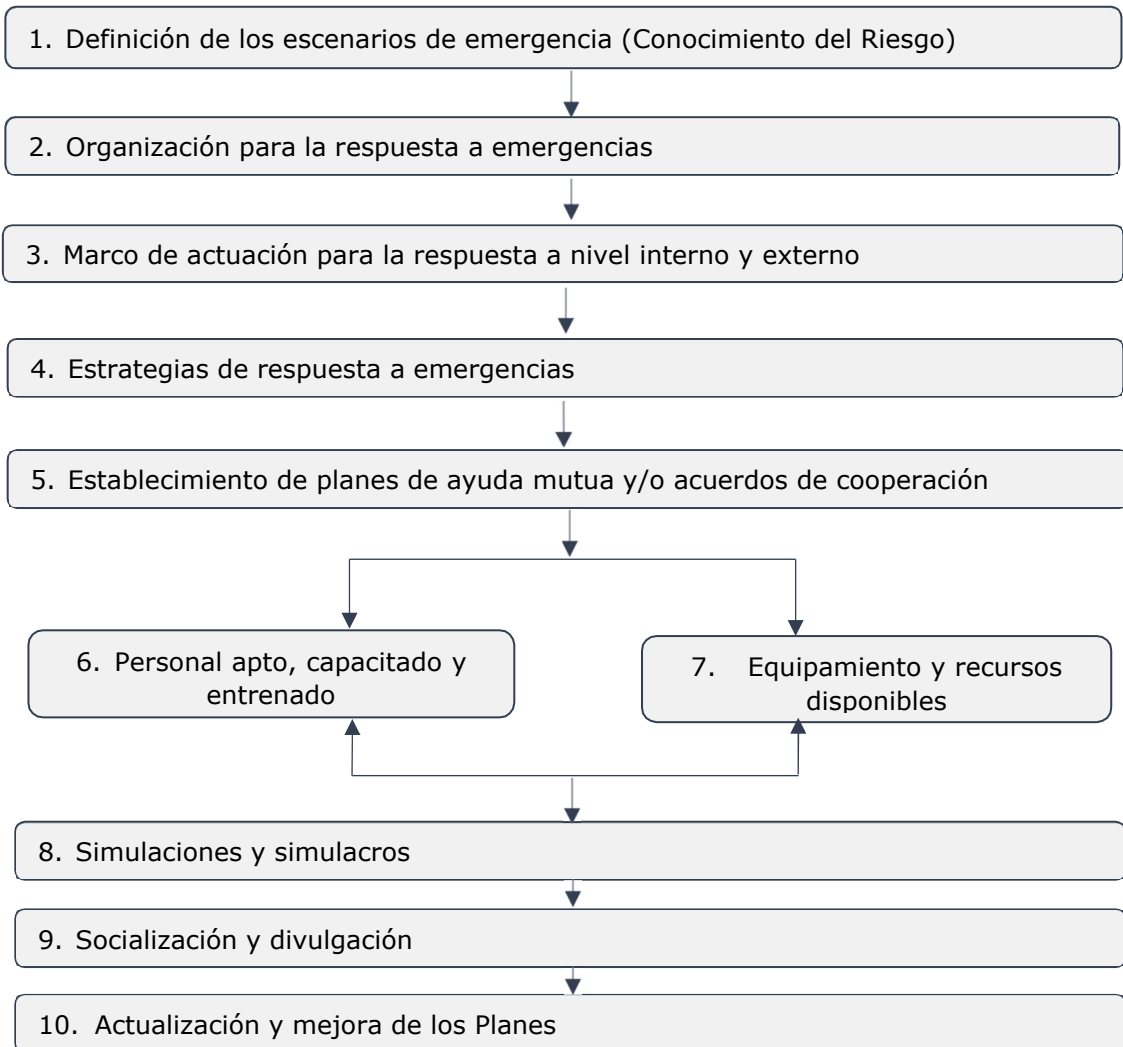 1. Definición de los escenarios de emergencia (Conocimiento del Riesgo)
2. Organización para la respuesta a emergencias
3. Marco de actuación para la respuesta a nivel interno y externo
4. Estrategias de respuesta a emergencias
5. Establecimiento de planes de ayuda mutua y/o acuerdos de cooperación
6. Personal apto, capacitado y
entrenado
7. Equipamiento y recursos
disponibles
8. Simulaciones y simulacros
9. Socialización y divulgación
10. Actualización y mejora de los Planes